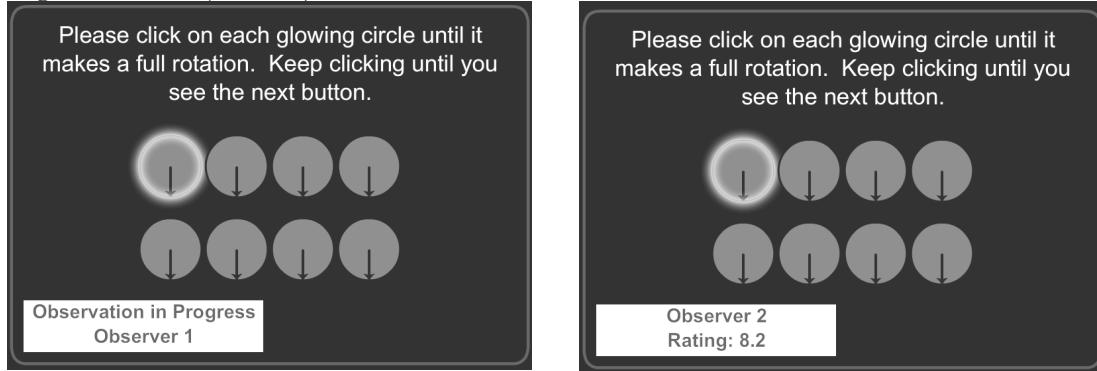 Please click on each glowing circle until it
makes a full rotation.  Keep clicking until you
see the next button.
Observation in Progress
Observer 1
Please click on each glowing circle until it
makes a full rotation.  Keep clicking until you
see the next button.
Observer 2
Rating: 8.2